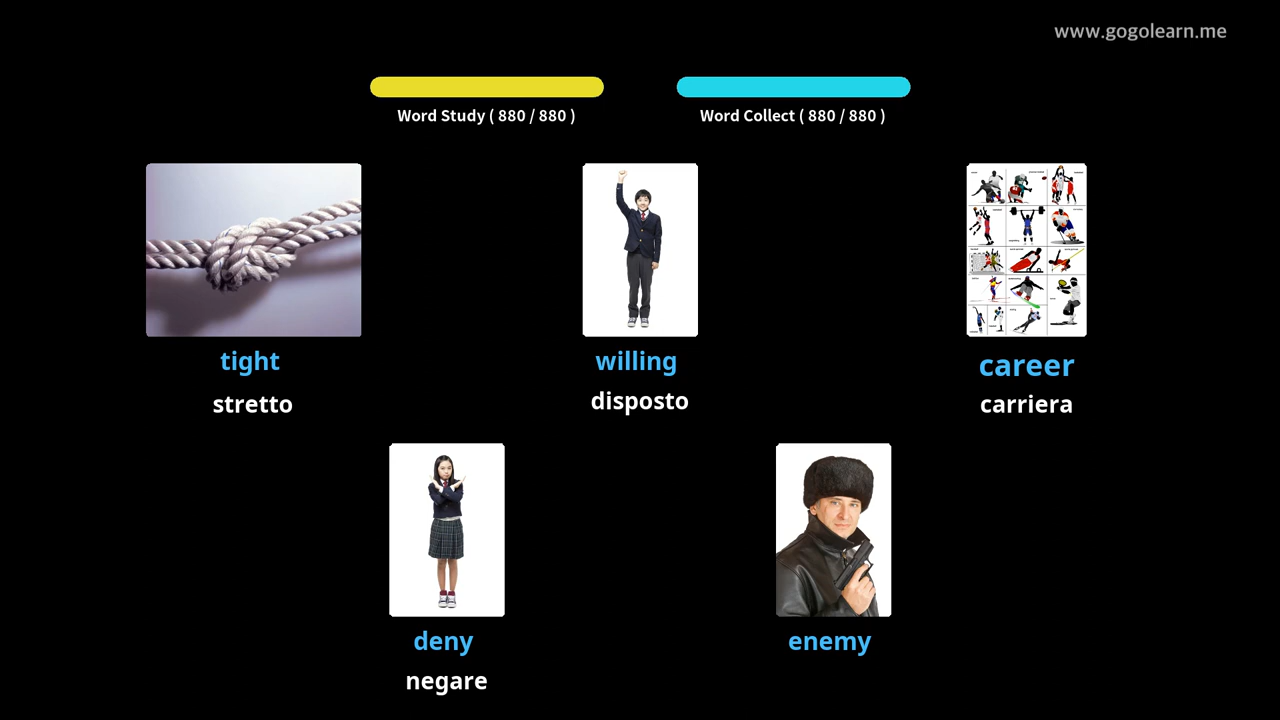 www.gogolearn.me
Word Study ( 880 / 880 )
Word Collect ( 880 / 880 )
tight
willing
career
stretto
disposto
carriera
deny
enemy
negare